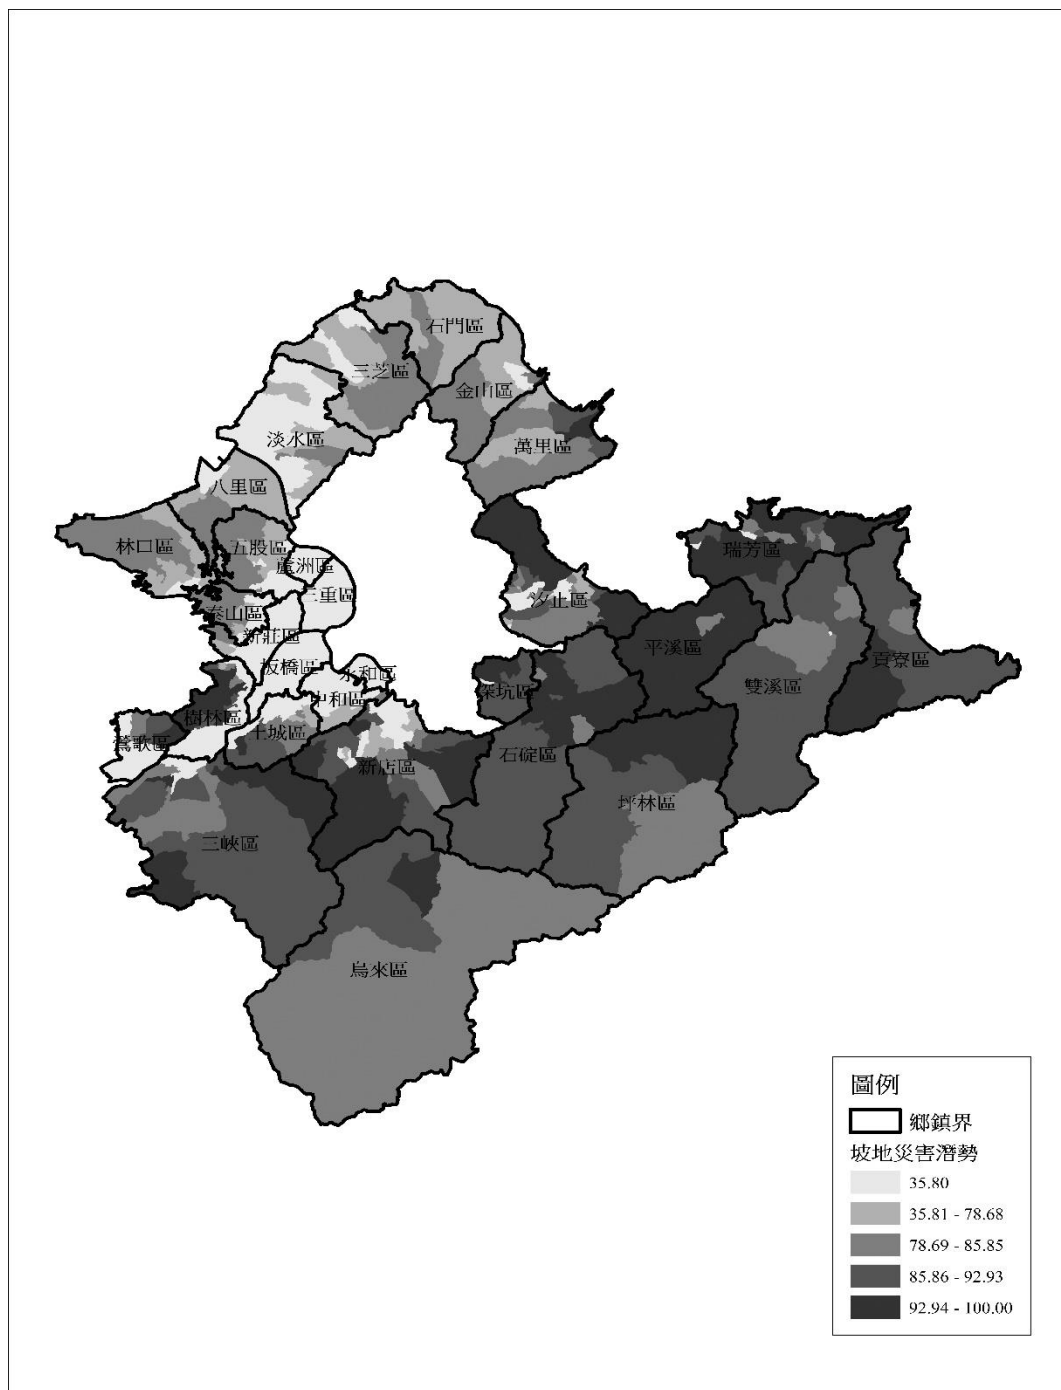 石門區
三芝區
金山區
淡水區
萬里區
八里區
林口區
五股區
瑞芳區
蘆洲區
三重區
汐止區
泰山區
新莊區
平溪區
板橋區
永和區
貢寮區
深坑區
雙溪區
中和區
樹林區
土城區
鶯歌區
石碇區
新店區
坪林區
三峽區
烏來區
圖例
鄉鎮界
坡地災害潛勢
35.80
35.81 - 78.68
78.69 - 85.85
85.86 - 92.93
92.94 - 100.00